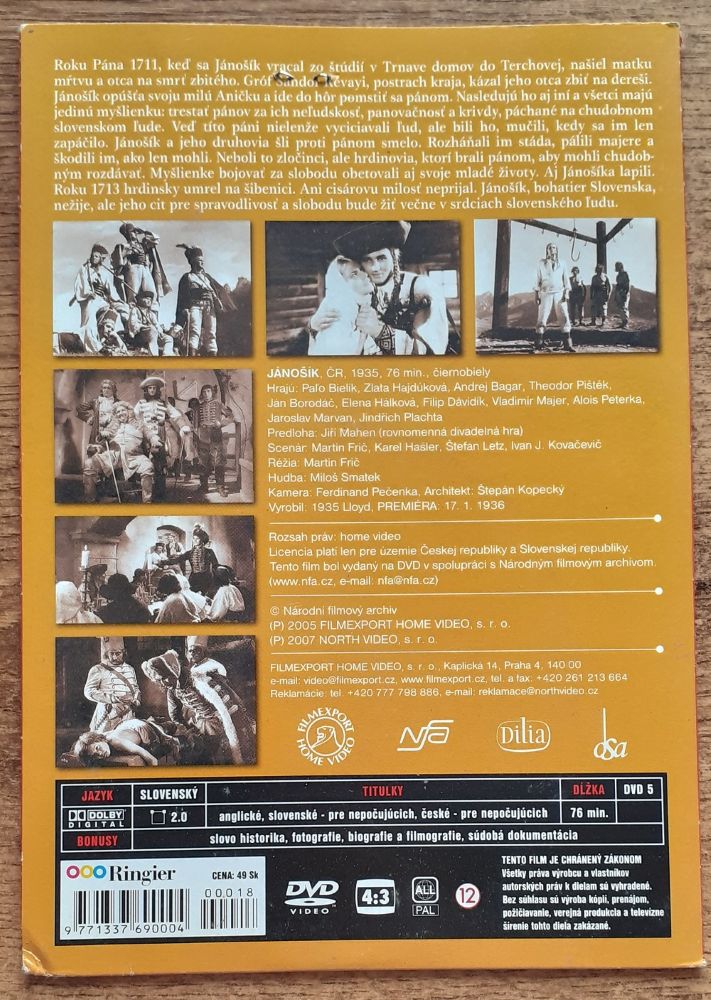 Roku Pána 1711, keď sa Jánošík vracal zo štúdií v Trnave domov do Terchovej, našiel matku
mŕtvu a otca na smrť zbitého. Gróf Šándor Révayi, postrach kraja, kázal jeho otca zbiť na dereši.
Jánošík opúšťa svoju milú Aničku a ide do hôr pomstiť sa pánom. Nasledujú ho aj iní a všetci majú
jedinú myšlienku: trestať pánov za ich neľudskosť, panovačnosť a krivdy, páchané na chudobnom
slovenskom ľude. Veď títo páni nielenže vyciciavali ľud, ale bili ho, mučili, kedy sa im len
zapáčilo. Jánošík a jeho druhovia šli proti pánom smelo. Rozháňali im stáda, pálili majere a
škodili im, ako len mohli. Neboli to zločinci, ale hrdinovia, ktorí brali pánom, aby mohli chudob-
ným rozdávať. Myšlienke bojovať za slobodu obetovali aj svoje mladé životy. Aj Jánošíka lapili.
Roku 1713 hrdinsky umrel na šibenici. Ani cisárovu milosť neprijal. Jánošík, bohatier Slovenska,
nežije, ale jeho cit pre spravodlivosť a slobodu bude žiť večne v srdciach slovenského ľudu.
JÁNOŠÍK, ČR, 1935, 76 min., čiernobiely
Hrajú: Paľo Bielik, Zlata Hajdúková, Andrej Bagar, Theodor Pištěk,
Ján Borodáč, Elena Hálková, Filip Dávidík, Vladimír Majer, Alois Peterka,
Jaroslav Marvan, Jindřich Plachta
Predloha: Jiří Mahen (rovnomenná divadelná hra)
Scenár: Martin Frič, Karel Hašler, Štefan Letz, Ivan J. Kovačevič
Réžia: Martin Frič
Hudba: Miloš Smatek
Kamera: Ferdinand Pečenka, Architekt: Štepán Kopecký
Vyrobil: 1935 Lloyd, PREMIÉRA: 17. 1. 1936
Rozsah práv: home video
Licencia platí len pre územie Českej republiky a Slovenskej republiky.
Tento film bol vydaný na DVD v spolupráci s Národným filmovým archívom.
(www.nfa.cz, e-mail: nfa@nfa.cz)
© Národní filmový archiv
(P) 2005 FILMEXPORT HOME VIDEO, s. r. o.
(P) 2007 NORTH VIDEO, s. r. o.
FILMEXPORT HOME VIDEO, s. r. o., Kaplická 14, Praha 4, 140 00
e-mail: video@filmexport.cz, www.filmexport.cz, tel. a fax: +420 261 213 664
Reklamácie: tel. +420 777 798 886, e-mail: reklamace@northvideo.cz
FILMEXPORT HOME VIDEO
nfa
Dilia
osa
JAZYK SLOVENSKÝ TITULKY DĹŽKA DVD 5
DOLBY DIGITAL 2.0 anglické, slovenské - pre nepočujúcich, české - pre nepočujúcich 76 min.
BONUSY slovo historika, fotografie, biografie a filmografie, súdobá dokumentácia
Ringier CENA: 49 Sk
00018
9 771337 690004
DVD VIDEO
4:3
ALL PAL
12
TENTO FILM JE CHRÁNENÝ ZÁKONOM
Všetky práva výrobcu a vlastníkov
autorských práv k dielam sú vyhradené.
Bez súhlasu sú výroba kópií, prenájom,
požičiavanie, verejná produkcia a televízne
šírenie tohto diela zakázané.